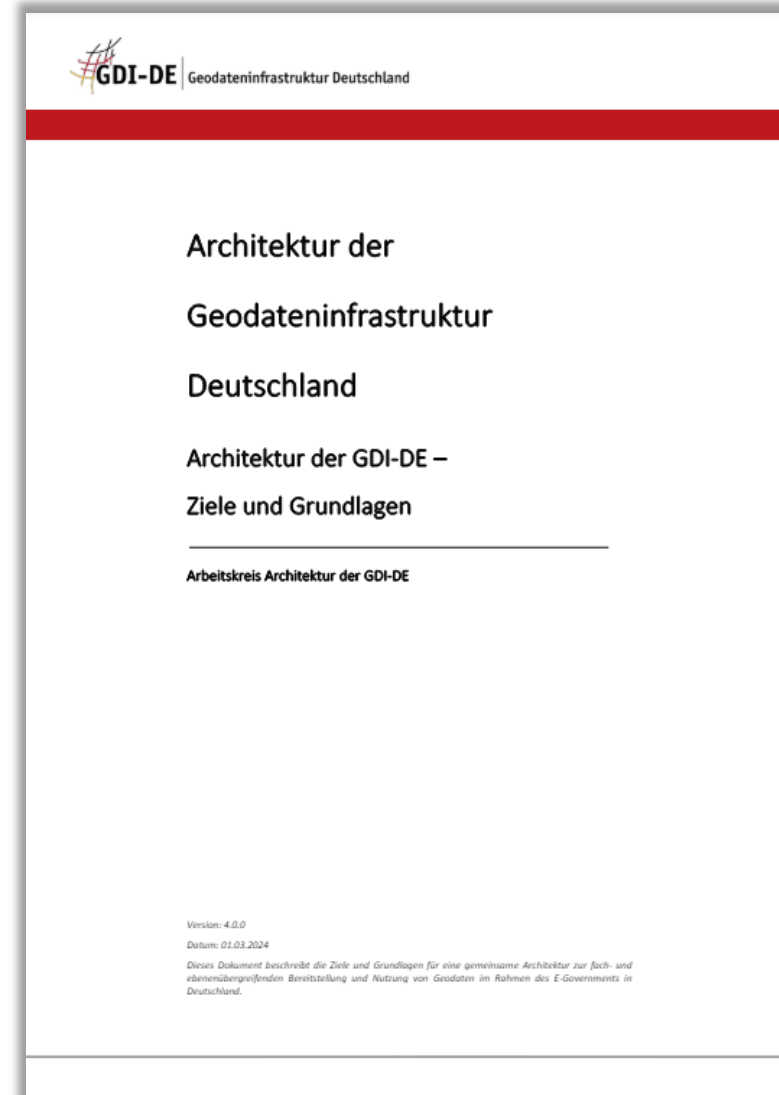 GDI-DE Geodateninfrastruktur Deutschland
Architektur der
Geodateninfrastruktur
Deutschland
Architektur der GDI-DE –
Ziele und Grundlagen
Arbeitskreis Architektur der GDI-DE
Version: 4.0.0
Datum: 01.03.2024
Dieses Dokument beschreibt die Ziele und Grundlagen für eine gemeinsame Architektur zur fach- und
ebenenübergreifenden Bereitstellung und Nutzung von Geodaten im Rahmen des E-Governments in
Deutschland.